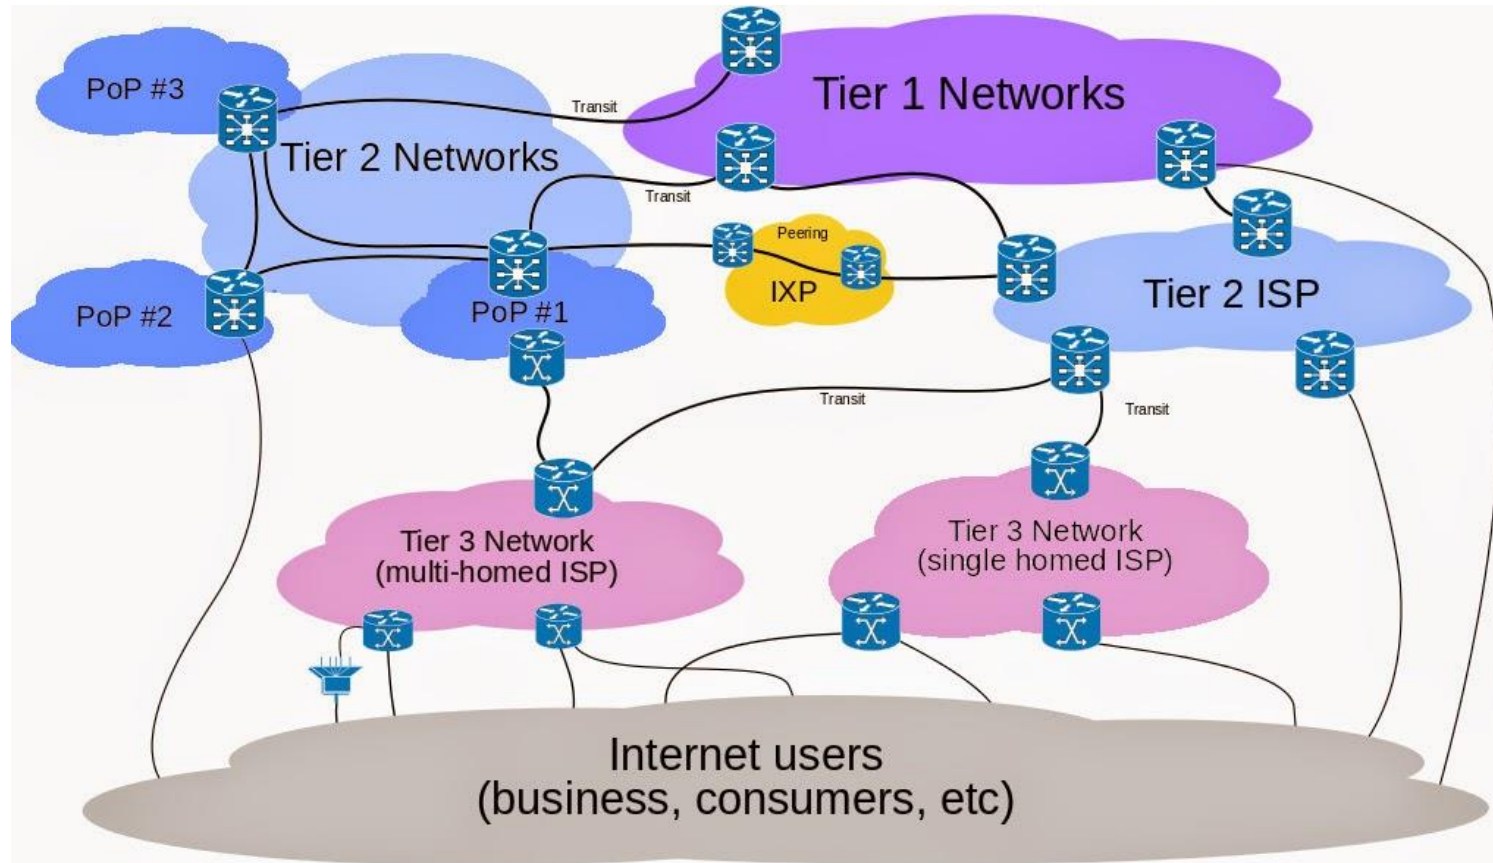 PoP #3
Transit
Tier 1 Networks
Tier 2 Networks
Transit
Peering
IXP
Tier 2 ISP
PoP #2
PoP #1
Transit
Transit
Tier 3 Network
(multi-homed ISP)
Tier 3 Network
(single homed ISP)
Internet users
(business, consumers, etc)